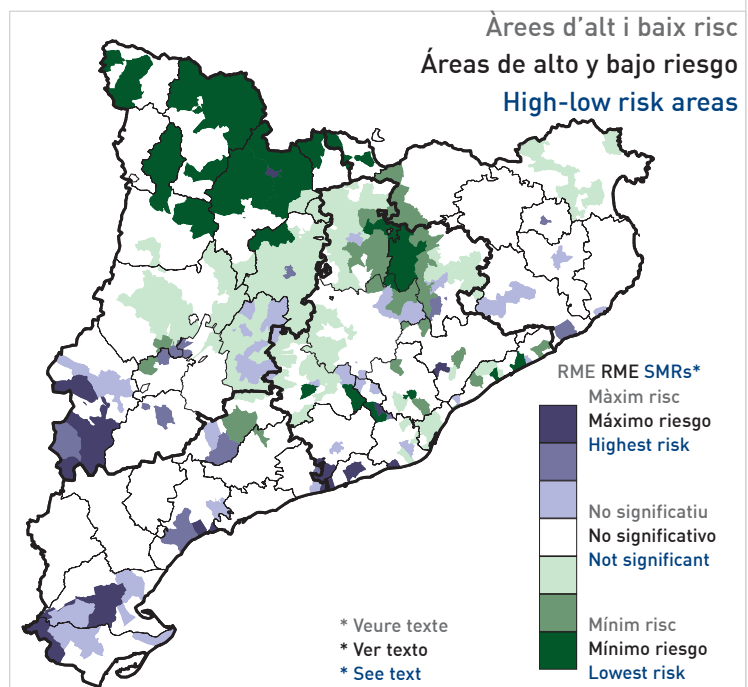 Àrees d'alt i baix risc
Áreas de alto y bajo riesgo
High-low risk areas
RME RME SMRs*
Màxim risc
Máximo riesgo
Highest risk
No significatiu
No significativo
Not significant
Mínim risc
Mínimo riesgo
Lowest risk
* Veure texte
* Ver texto
* See text